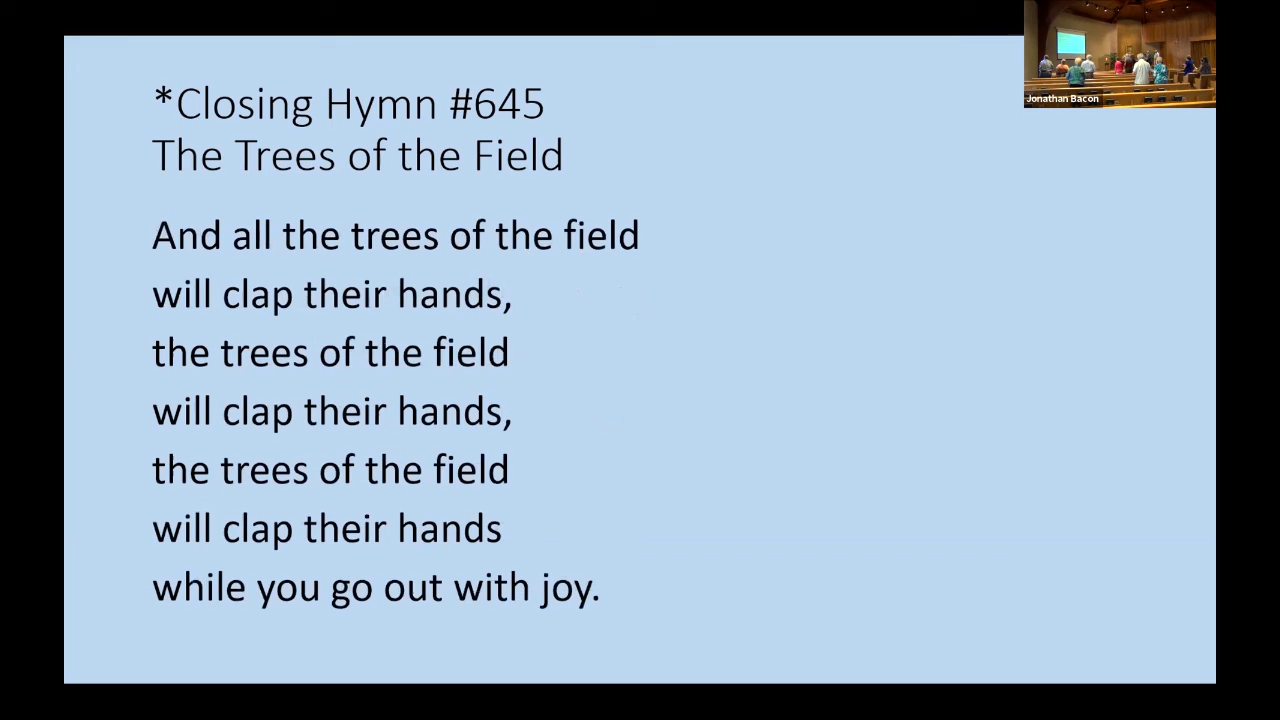 *Closing Hymn #645
The Trees of the Field
And all the trees of the field
will clap their hands,
the trees of the field
will clap their hands,
the trees of the field
will clap their hands
while you go out with joy.
Jonathan Bacon